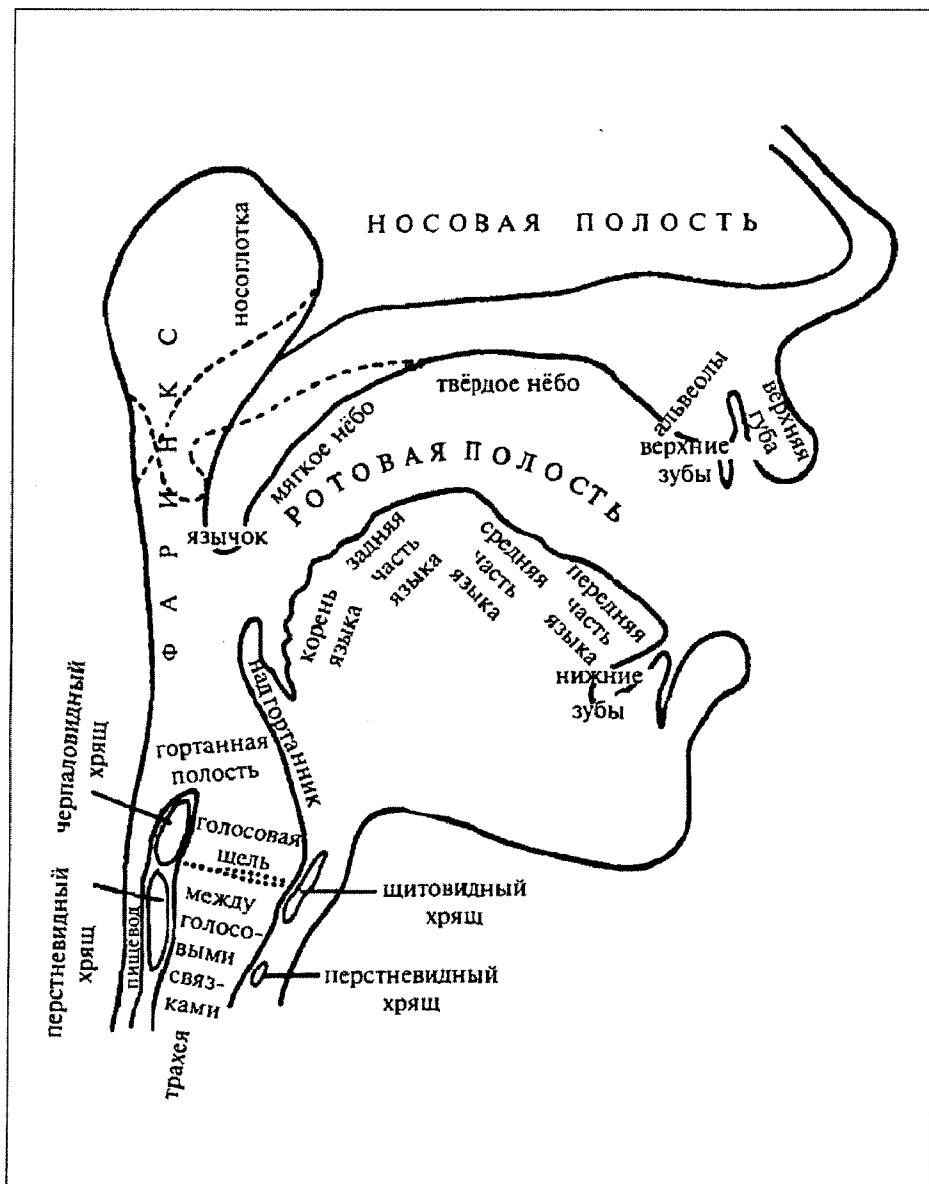 НОСОВАЯ ПОЛОСТЬ
носоглотка
ФАРИНКС
твёрдое нёбо
альвеолы
верхняя
губа
верхние
зубы
мягкое нёбо
РОТОВАЯ ПОЛОСТЬ
язычок
корень
языка
задняя
часть
языка
средняя
часть
языка
передняя
часть
языка
нижние
зубы
надгортанник
гортанная
полость
черпаловидный
хрящ
голосовая
щель
между
голосо-
выми
связ-
ками
щитовидный
хрящ
перстневидный
хрящ
пищевод
перстневидный
хрящ
трахея